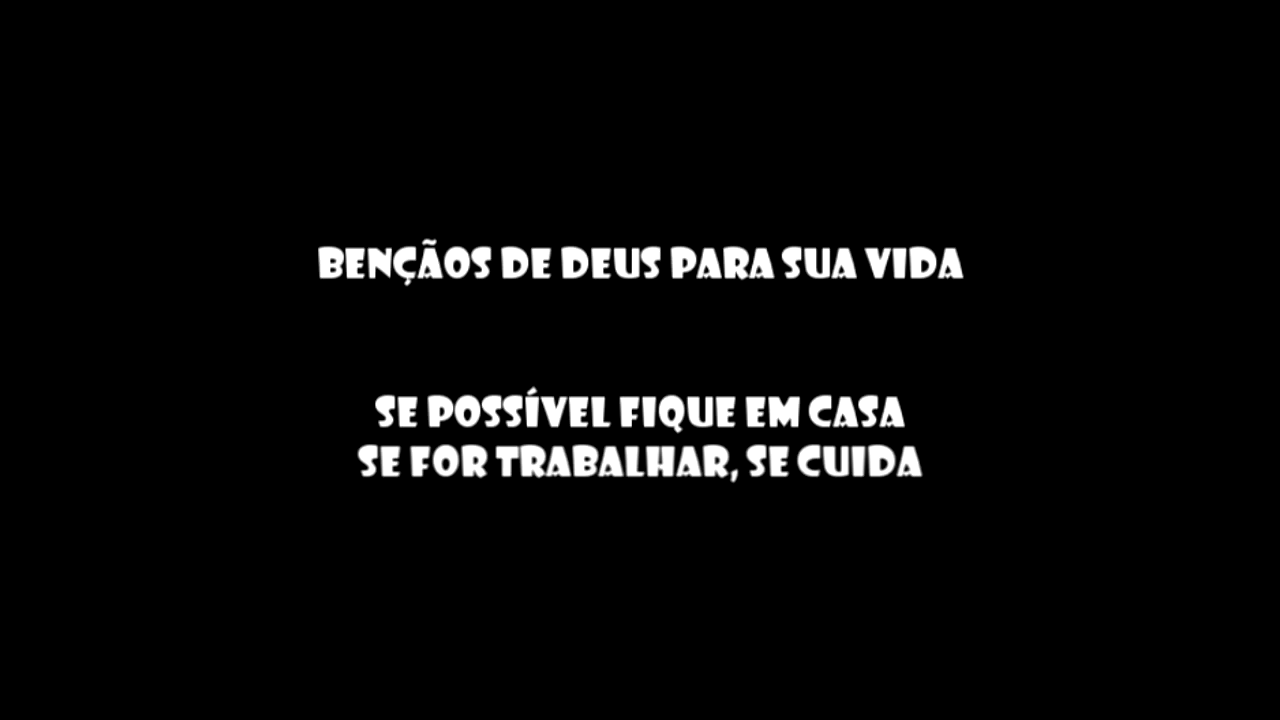 BENÇÃOS DE DEUS PARA SUA VIDA
SE POSSÍVEL FIQUE EM CASA
SE FOR TRABALHAR, SE CUIDA